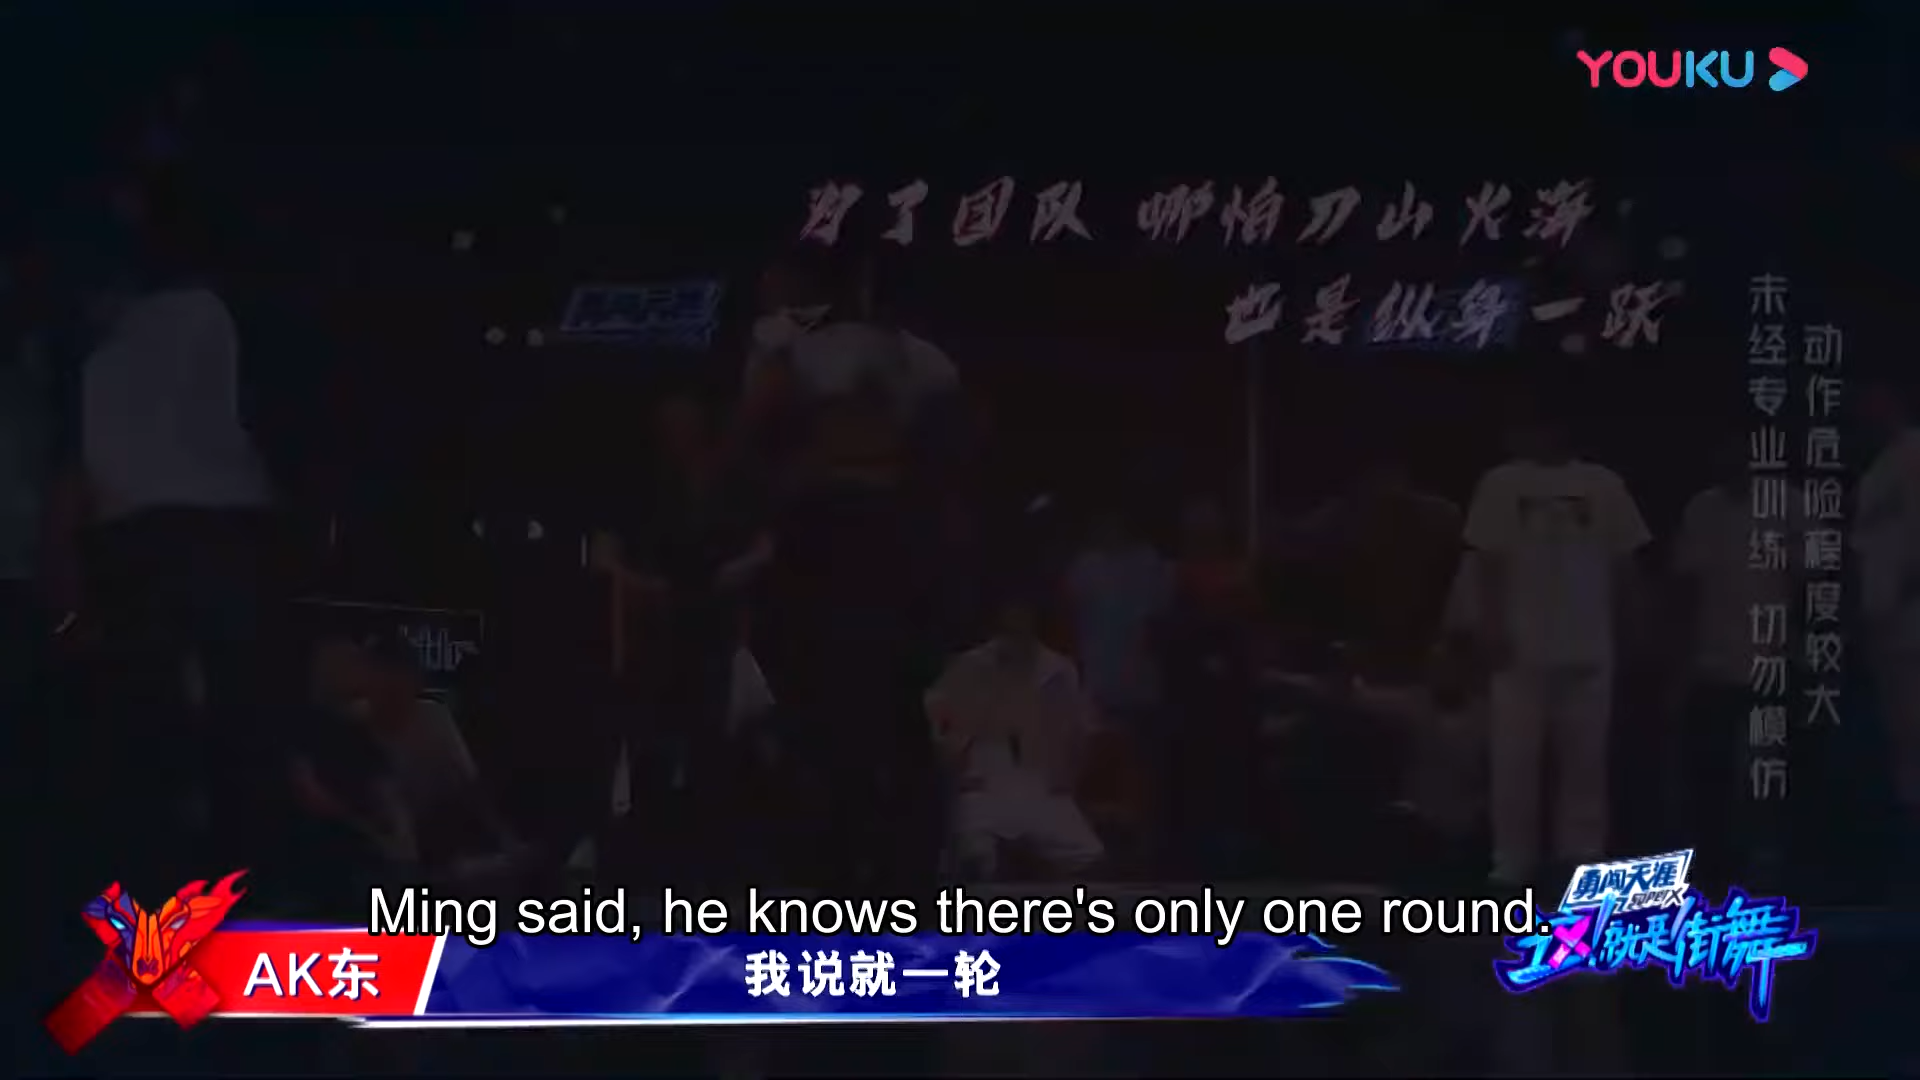 YOUKU
为了团队 哪怕刀山火海
也是纵身一跃
动作危险程度较大
未经专业训练 切勿模仿
Ming said, he knows there's only one round.
AK东
我说就一轮
勇闯天涯
superX
这!就是街舞